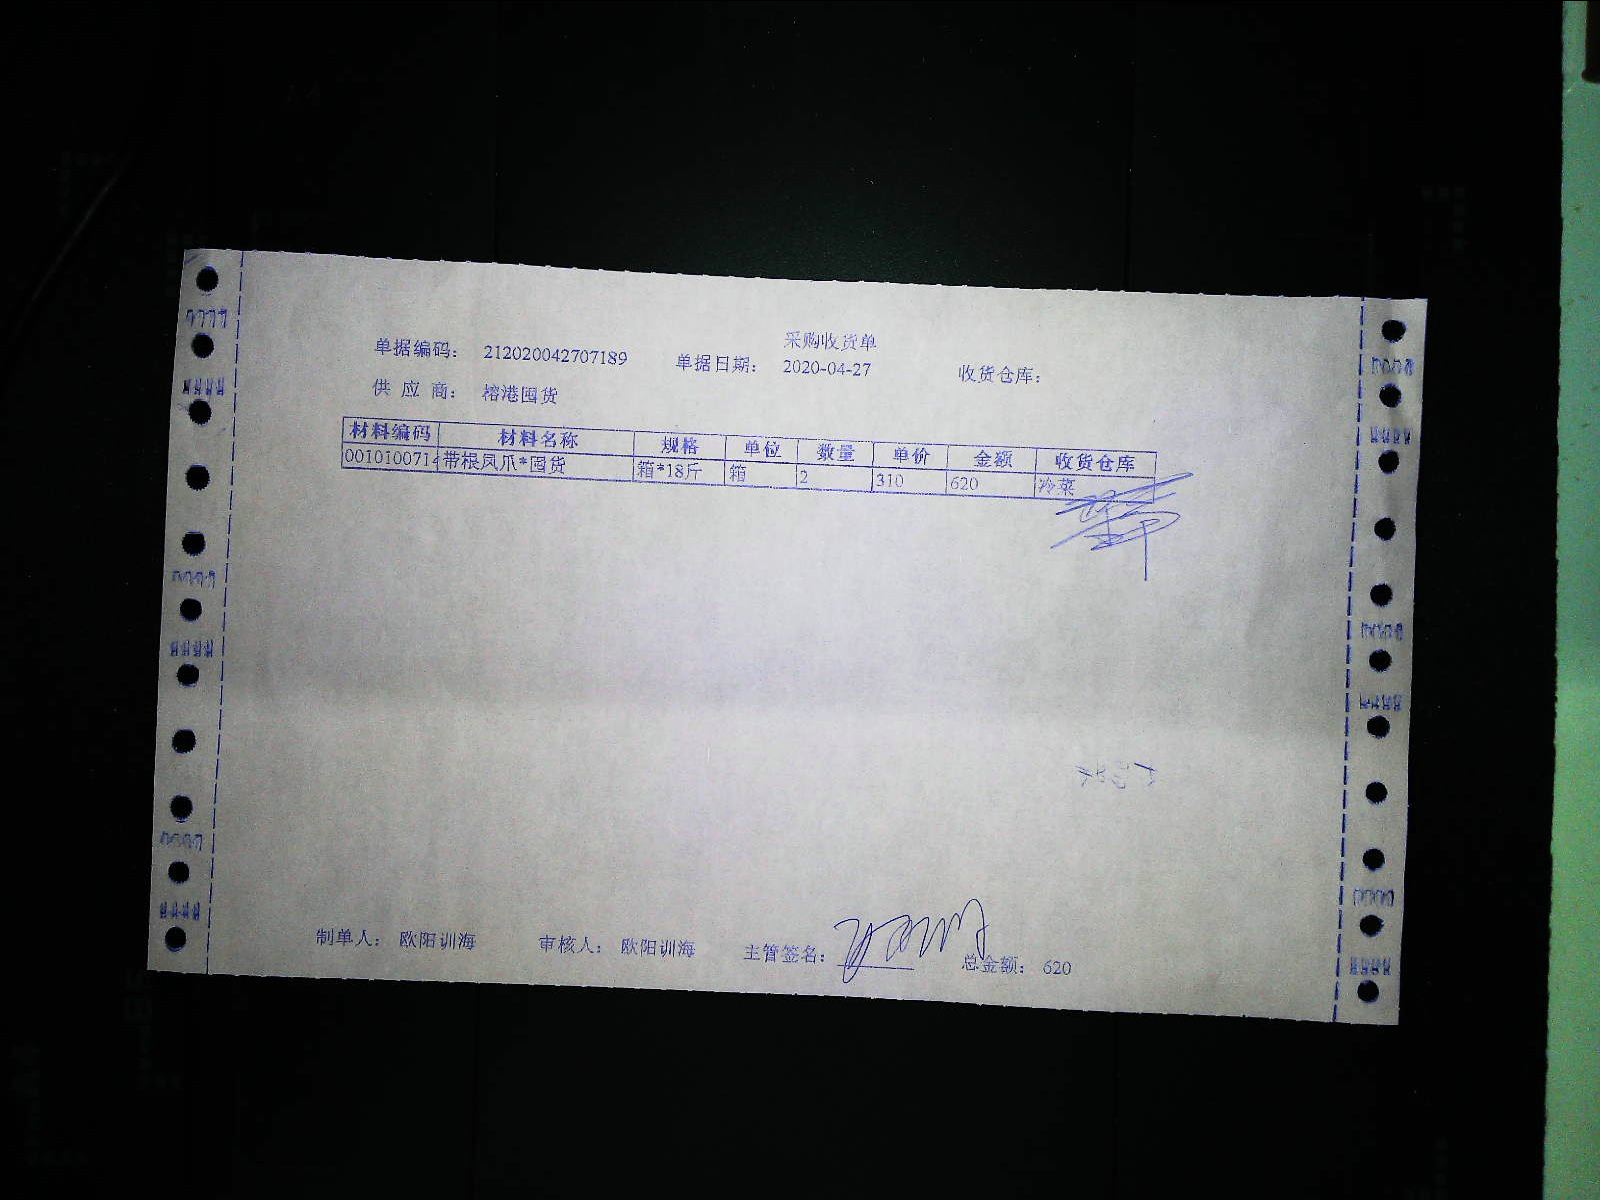 采购收货单
单据编码： 212020042707189 单据日期： 2020-04-27 收货仓库：
供 应 商： 榕港囤货
材料编码 材料名称 规格 单位 数量 单价 金额 收货仓库
0010100714 带根凤爪*囤货 箱*18斤 箱 2 310 620 冷菜
制单人： 欧阳训海 审核人： 欧阳训海 主管签名： 总金额： 620